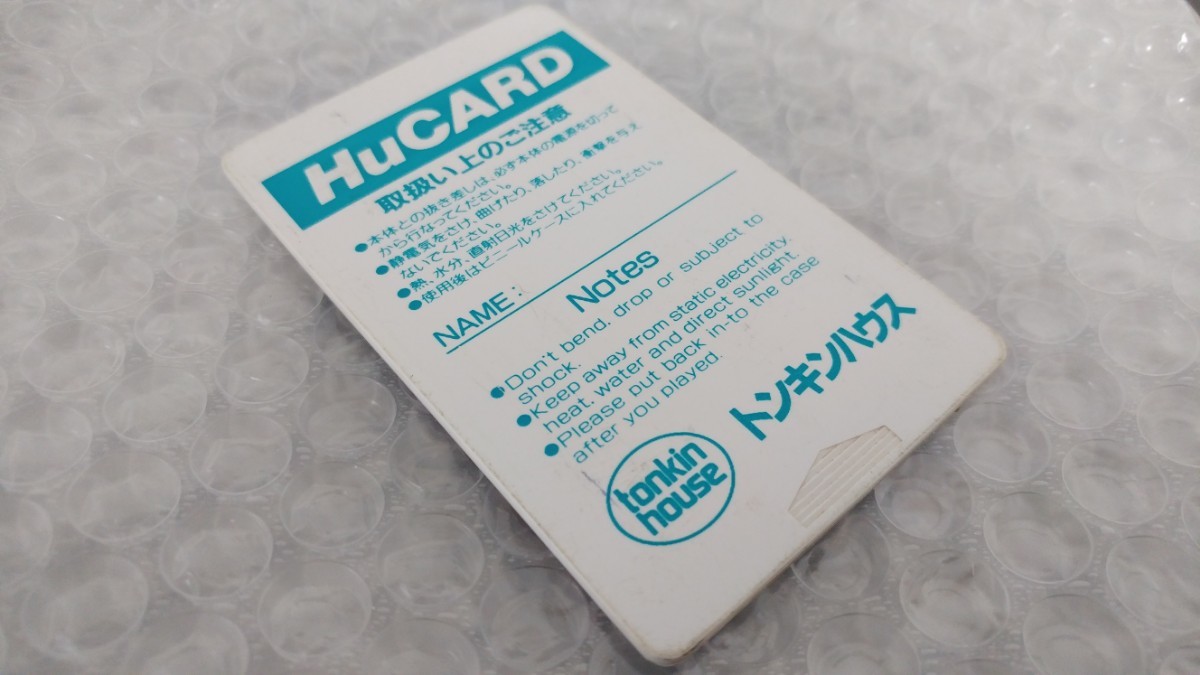 HuCARD
取扱い上のご注意
●本体との抜き差しは、必ず本体の電源を切って
から行なってください。
●静電気をさけ、曲げたり、落したり、衝撃を与え
ないでください。
●熱、水分、直射日光をさけてください。
●使用後はビニールケースに入れてください。
NAME:
Notes
●Don't bend, drop or subject to
shock.
●Keep away from static electricity,
heat, water and direct sunlight.
●Please put back in-to the case
after you played.
tonkin
house
トンキンハウス